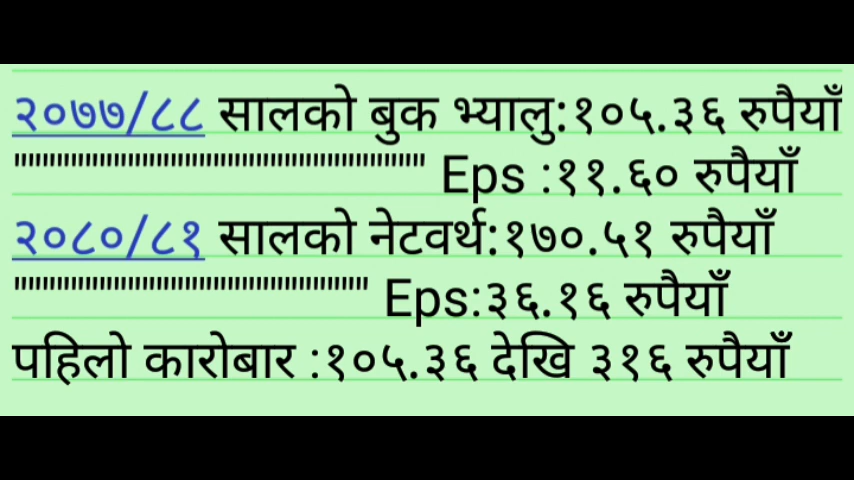 २०७७/८८ सालको बुक भ्यालु:१०५.३६ रुपैयाँ
"""""""""""""""""""""""""""""""""""""""""""""""" Eps :११.६० रुपैयाँ
२०८०/८१ सालको नेटवर्थ:१७०.५१ रुपैयाँ
""""""""""""""""""""""""""""""""""""""""" Eps:३६.१६ रुपैयाँ
पहिलो कारोबार :१०५.३६ देखि ३१६ रुपैयाँ